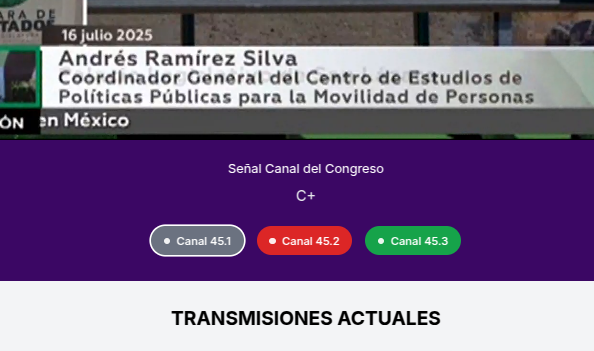 ARA DE
TADOS
16 julio 2025
Andrés Ramírez Silva
Coordinador General del Centro de Estudios de
Políticas Públicas para la Movilidad de Personas
ÓN
en México
Señal Canal del Congreso
C+
Canal 45.1
Canal 45.2
Canal 45.3
TRANSMISIONES ACTUALES